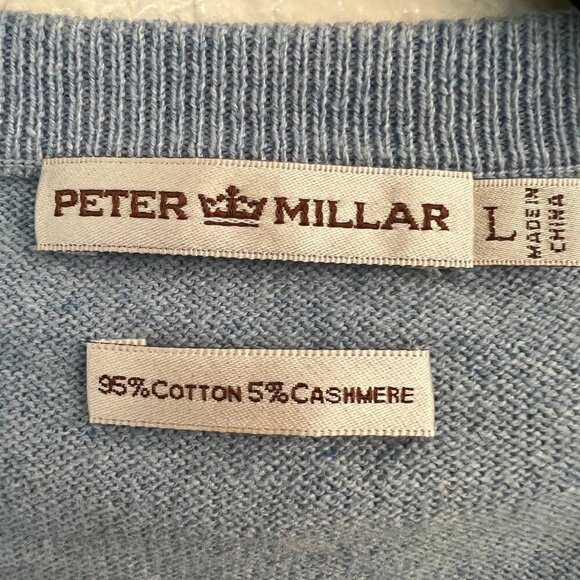 PETER MILLAR
L
MADE IN
CHINA
95% COTTON 5% CASHMERE